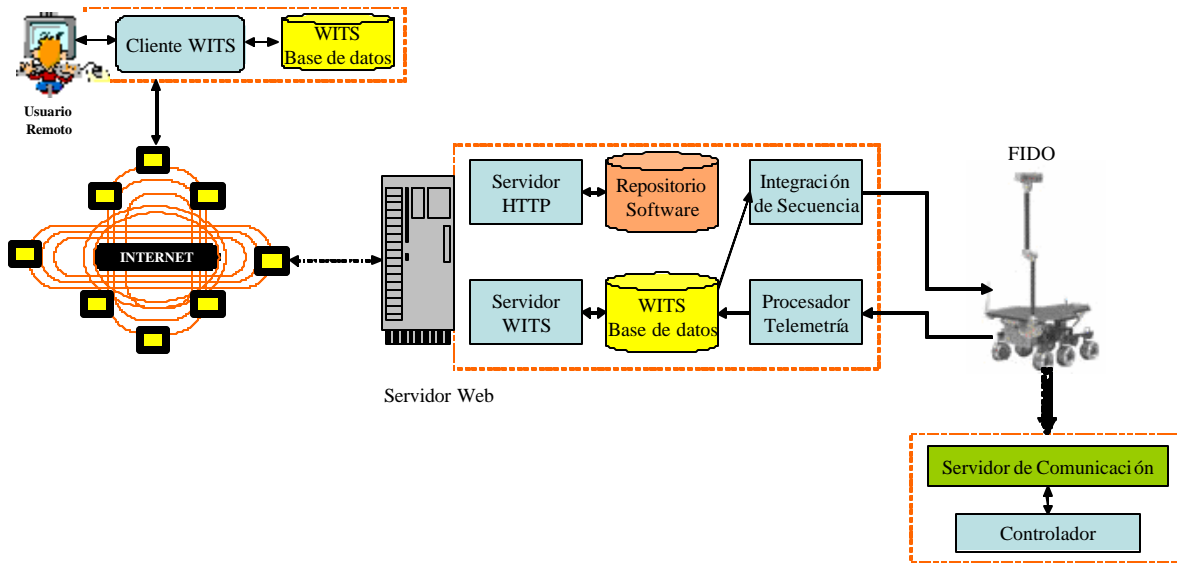 Cliente WITS
WITS
Base de datos
Usuario
Remoto
INTERNET
Servidor Web
Servidor
HTTP
Repositorio
Software
Integración
de Secuencia
Servidor
WITS
WITS
Base de datos
Procesador
Telemetría
FIDO
Servidor de Comunicación
Controlador